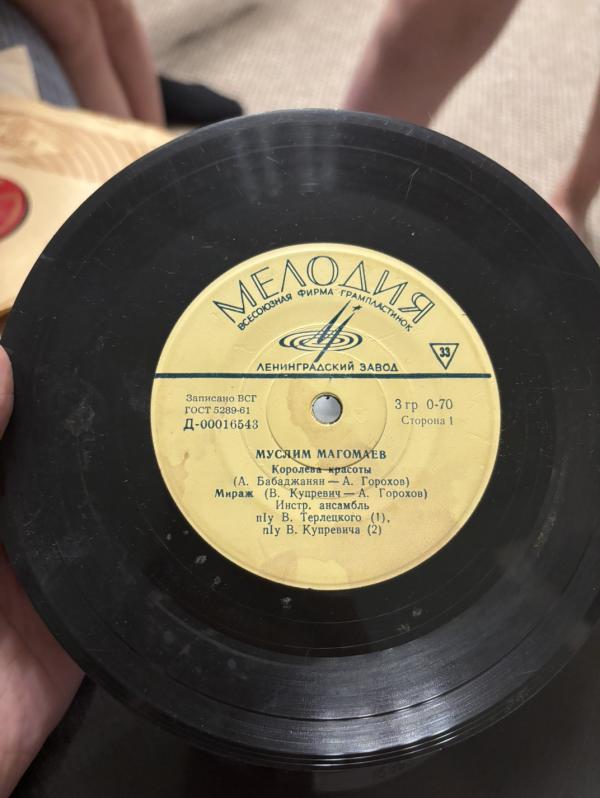 МЕЛОДИЯ
ВСЕСОЮЗНАЯ ФИРМА ГРАМПЛАСТИНОК
ЛЕНИНГРАДСКИЙ ЗАВОД
33
Записано ВСГ
ГОСТ 5289-61
Д-00016543
3 гр 0-70
Сторона 1
МУСЛИМ МАГОМАЕВ
Королева красоты
(А. Бабаджанян — А. Горохов)
Мираж (В. Купревич — А. Горохов)
Инстр. ансамбль
п/у В. Терлецкого (1),
п/у В. Купревича (2)